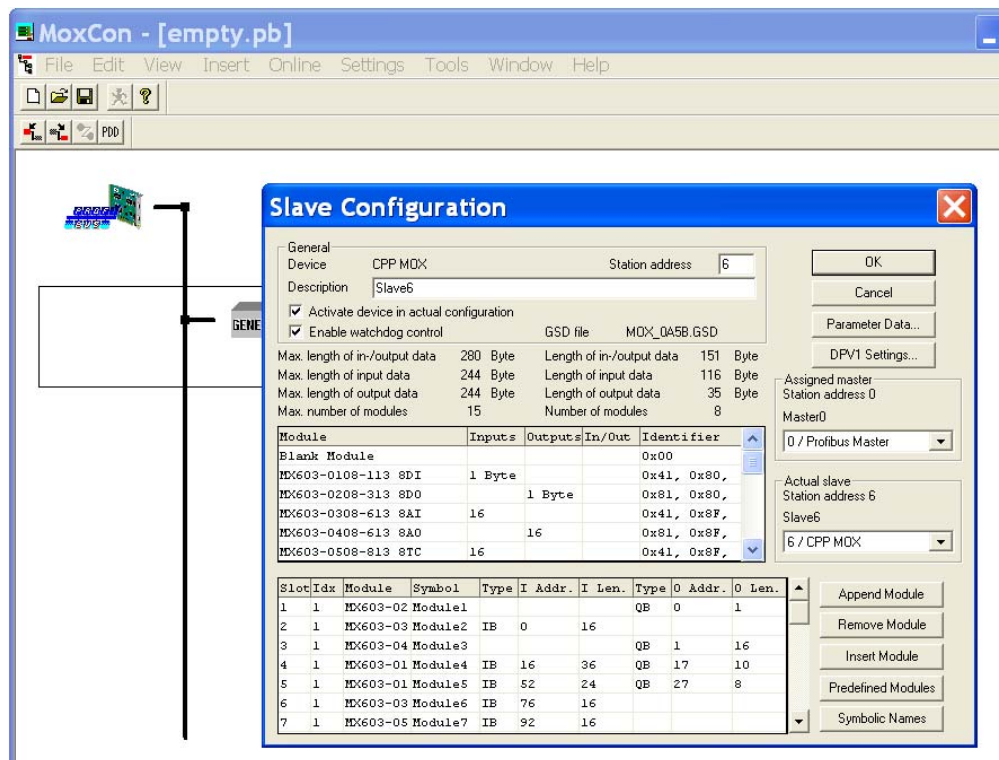 MoxCon - [empty.pb]
File Edit View Insert Online Settings Tools Window Help
PDD
Slave Configuration
General
Device CPP MOX Station address 6
Description Slave6
Activate device in actual configuration
Enable watchdog control GSD file MOX_0A5B.GSD
Max. length of in-/output data 280 Byte Length of in-/output data 151 Byte
Max. length of input data 244 Byte Length of input data 116 Byte
Max. length of output data 244 Byte Length of output data 35 Byte
Max. number of modules 15 Number of modules 8
OK
Cancel
Parameter Data...
DPV1 Settings...
Assigned master
Station address 0
Master0
0 / Profibus Master
Actual slave
Station address 6
Slave6
6 / CPP MOX
GENE
Module Inputs Outputs In/Out Identifier
Blank Module 0x00
MX603-0108-113 8DI 1 Byte 0x41, 0x80,
MX603-0208-313 8DO 1 Byte 0x81, 0x80,
MX603-0308-613 8AI 16 0x41, 0x8F,
MX603-0408-613 8AO 16 0x81, 0x8F,
MX603-0508-813 8TC 16 0x41, 0x8F,
Slot Idx Module Symbol Type I Addr. I Len. Type O Addr. O Len.
1 1 MX603-02 Module1 QB 0 1
2 1 MX603-03 Module2 IB 0 16
3 1 MX603-04 Module3 QB 1 16
4 1 MX603-01 Module4 IB 16 36 QB 17 10
5 1 MX603-01 Module5 IB 52 24 QB 27 8
6 1 MX603-03 Module6 IB 76 16
7 1 MX603-05 Module7 IB 92 16
Append Module
Remove Module
Insert Module
Predefined Modules
Symbolic Names